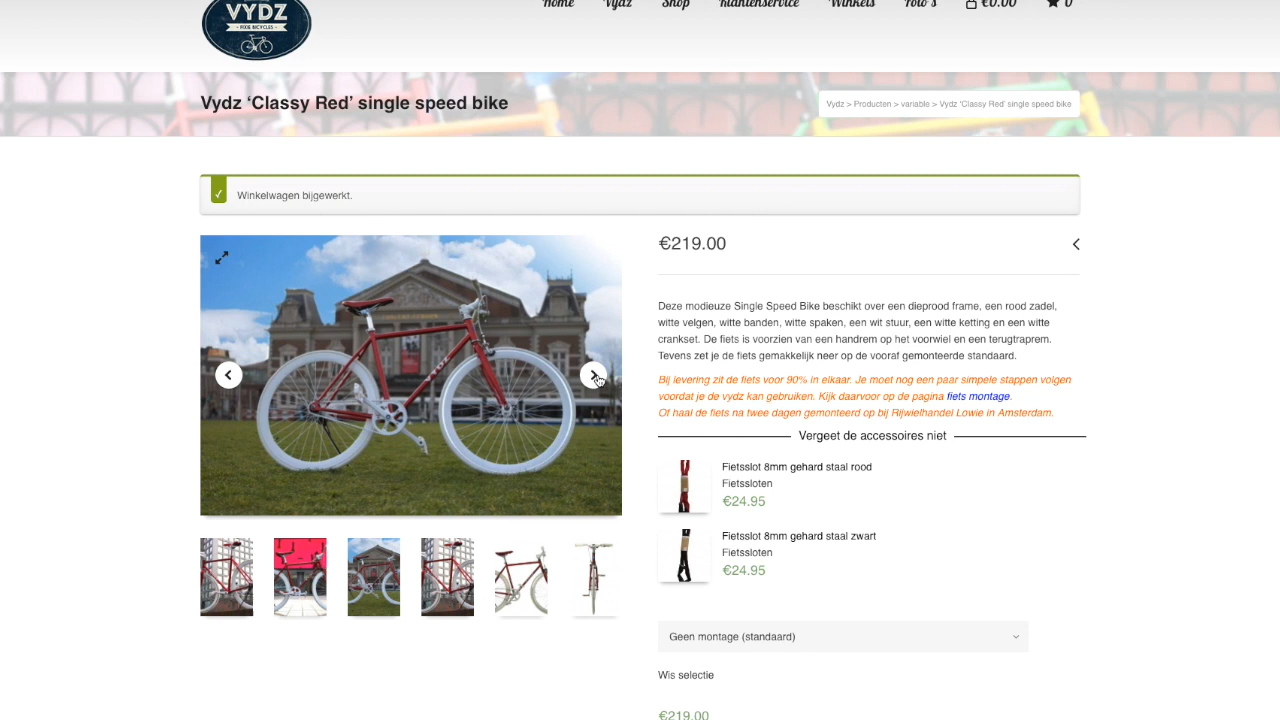 VYDZ
- FIXIE BICYCLES -
Home Vydz Shop Klantenservice Winkels Foto's €0.00 0
Vydz ‘Classy Red’ single speed bike
Vydz > Producten > variable > Vydz ‘Classy Red’ single speed bike
Winkelwagen bijgewerkt.
€219.00
Deze modieuze Single Speed Bike beschikt over een dieprood frame, een rood zadel,
witte velgen, witte banden, witte spaken, een wit stuur, een witte ketting en een witte
crankset. De fiets is voorzien van een handrem op het voorwiel en een terugtraprem.
Tevens zet je de fiets gemakkelijk neer op de vooraf gemonteerde standaard.
Bij levering zit de fiets voor 90% in elkaar. Je moet nog een paar simpele stappen volgen
voordat je de vydz kan gebruiken. Kijk daarvoor op de pagina fiets montage.
Of haal de fiets na twee dagen gemonteerd op bij Rijwielhandel Lowie in Amsterdam.
Vergeet de accessoires niet
Fietsslot 8mm gehard staal rood
Fietssloten
€24.95
Fietsslot 8mm gehard staal zwart
Fietssloten
€24.95
Geen montage (standaard)
Wis selectie
€219.00